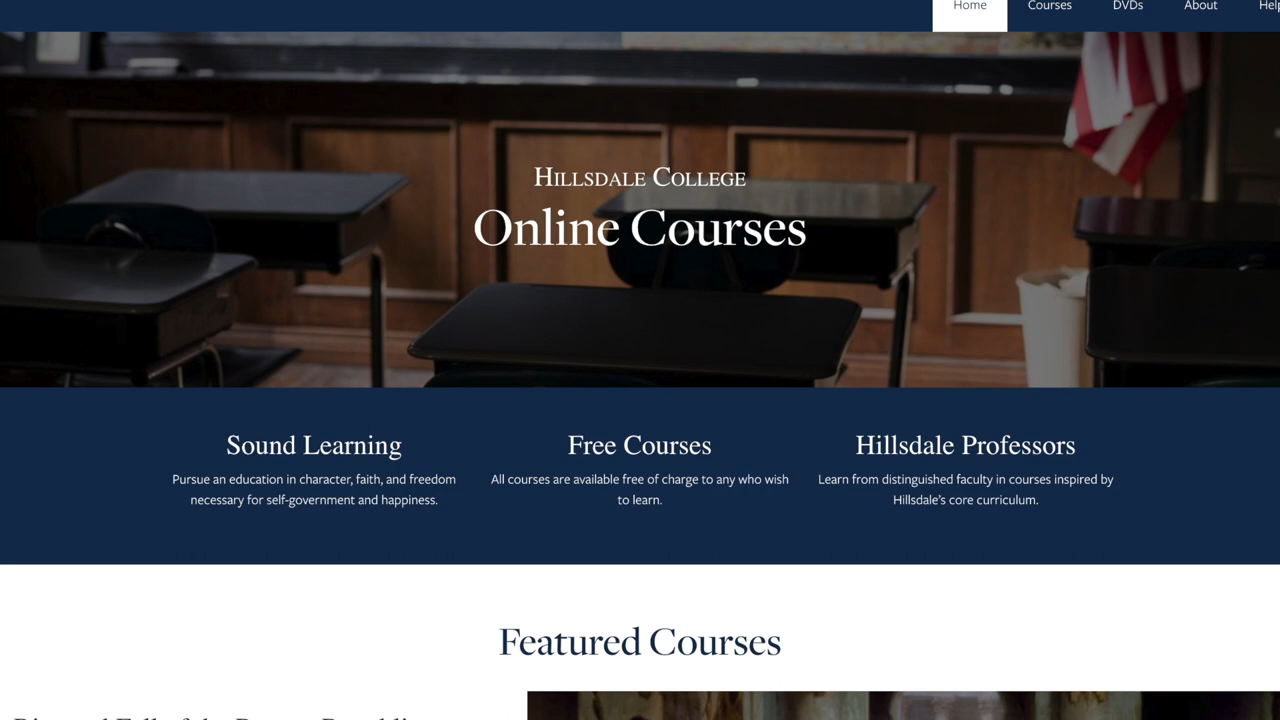 Home Courses DVDs About
HILLSDALE COLLEGE
Online Courses
Sound Learning
Pursue an education in character, faith, and freedom
necessary for self-government and happiness.
Free Courses
All courses are available free of charge to any who wish
to learn.
Hillsdale Professors
Learn from distinguished faculty in courses inspired by
Hillsdale’s core curriculum.
Featured Courses